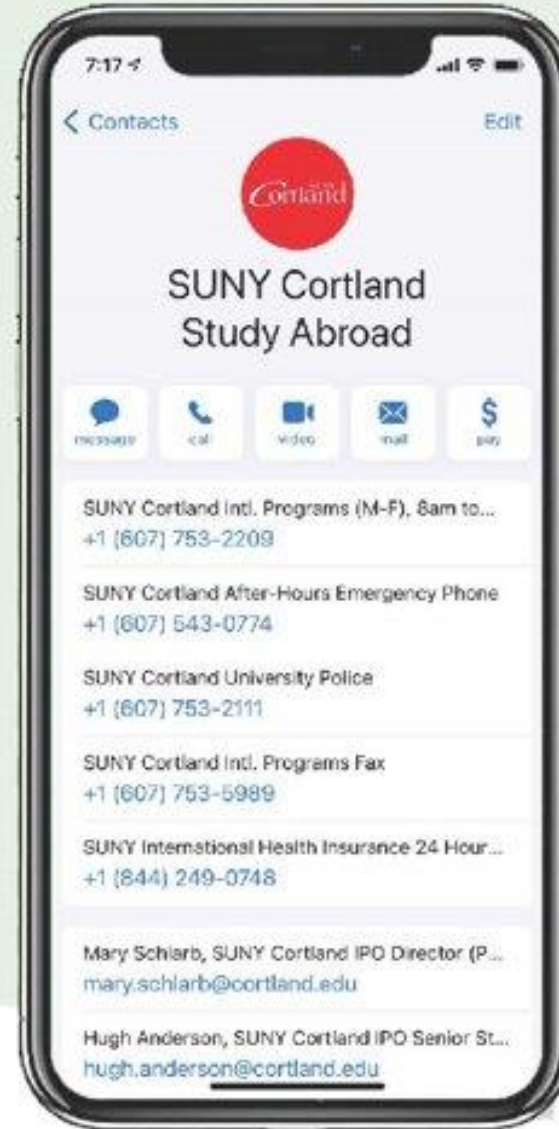 7:17
Contacts
Edit
Cortland
SUNY Cortland
Study Abroad
message
call
video
mail
pay
SUNY Cortland Intl. Programs (M-F), 8am to...
+1 (607) 753-2209
SUNY Cortland After-Hours Emergency Phone
+1 (607) 543-0774
SUNY Cortland University Police
+1 (607) 753-2111
SUNY Cortland Intl. Programs Fax
+1 (607) 753-5989
SUNY International Health Insurance 24 Hour...
+1 (844) 249-0748
Mary Schlarb, SUNY Cortland IPO Director (P...
mary.schlarb@cortland.edu
Hugh Anderson, SUNY Cortland IPO Senior St...
hugh.anderson@cortland.edu